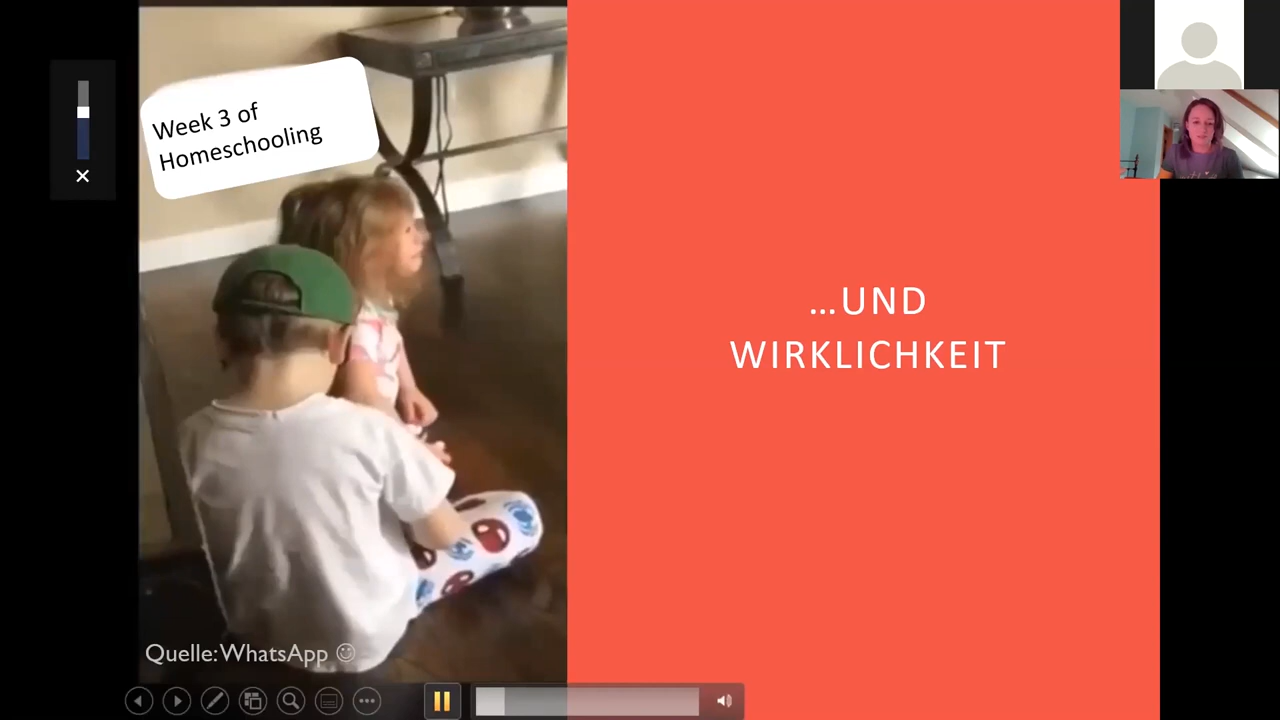 Week 3 of
Homeschooling
…UND
WIRKLICHKEIT
Quelle: WhatsApp ☺